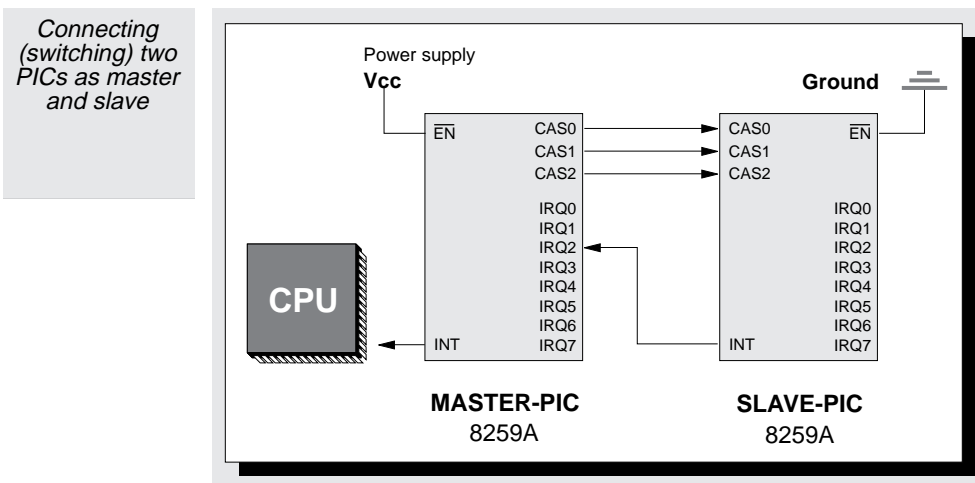 Connecting
(switching) two
PICs as master
and slave
Power supply
Vcc
Ground
EN
CAS0
CAS1
CAS2
IRQ0
IRQ1
IRQ2
IRQ3
IRQ4
IRQ5
IRQ6
IRQ7
INT
CAS0
CAS1
CAS2
EN
IRQ0
IRQ1
IRQ2
IRQ3
IRQ4
IRQ5
IRQ6
IRQ7
INT
CPU
MASTER-PIC
8259A
SLAVE-PIC
8259A